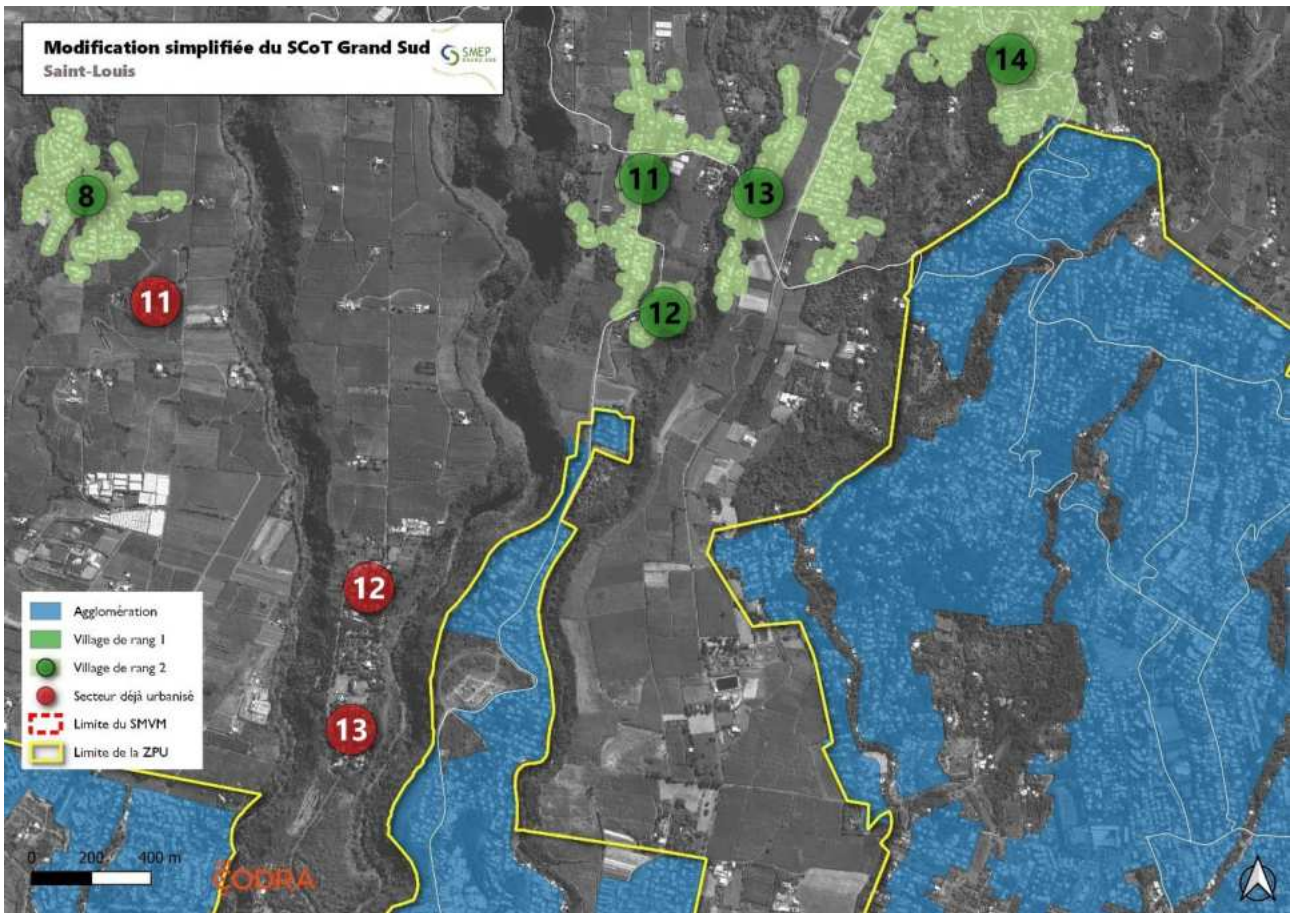 Modification simplifiée du SCoT Grand Sud
Saint-Louis
SMEP
GRAND SUD
14
8
11
13
11
12
12
13
Agglomération
Village de rang 1
Village de rang 2
Secteur déjà urbanisé
Limite du SMVM
Limite de la ZPU
0 200 400 m
CODRA